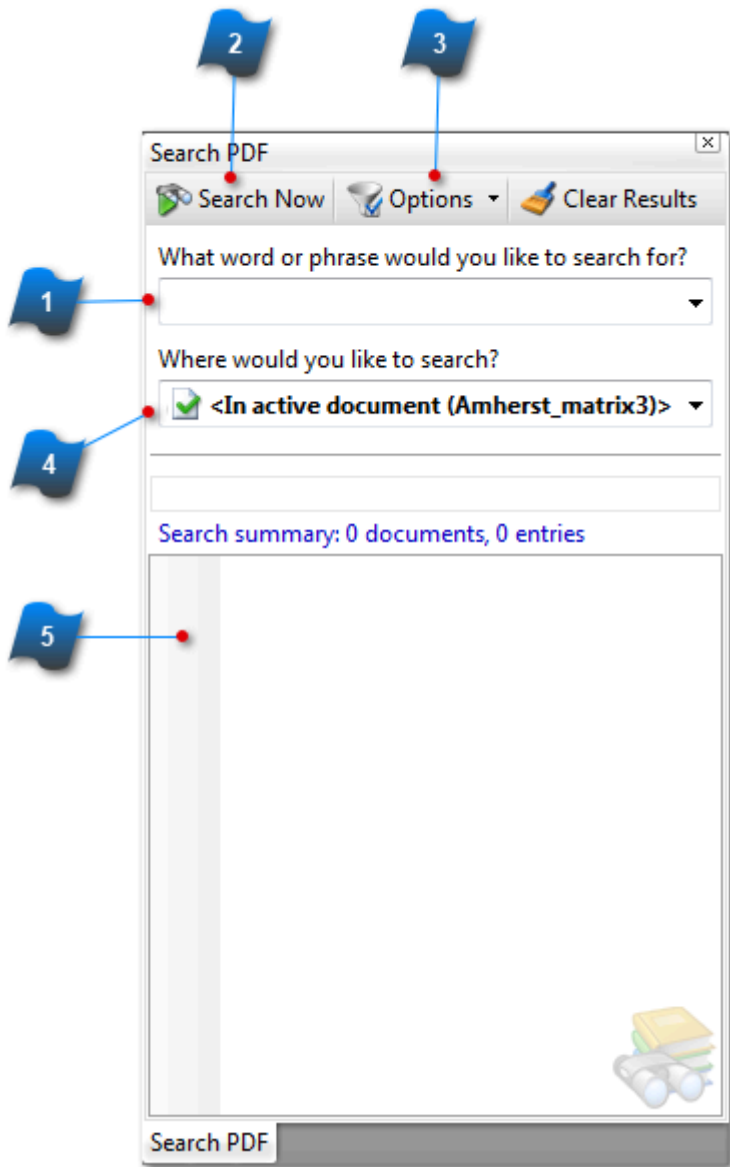 2
3
Search PDF
Search Now Options Clear Results
What word or phrase would you like to search for?
1
Where would you like to search?
<In active document (Amherst_matrix3)>
4
Search summary: 0 documents, 0 entries
5
Search PDF